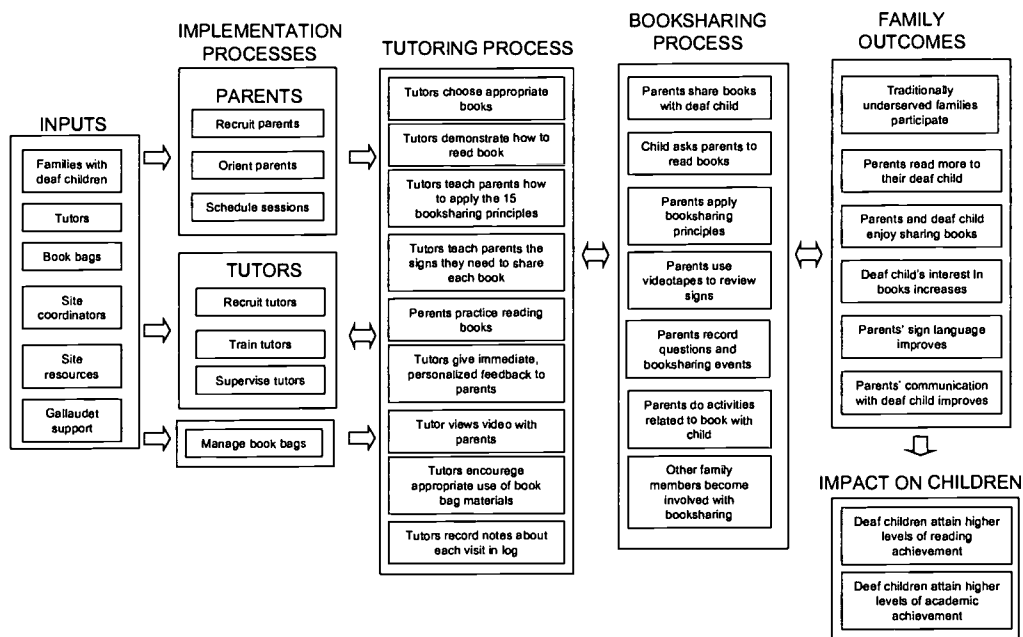 INPUTS
Families with
deaf children
Tutors
Book bags
Site
coordinators
Site
resources
Gallaudet
support
IMPLEMENTATION
PROCESSES
PARENTS
Recruit parents
Orient parents
Schedule sessions
TUTORS
Recruit tutors
Train tutors
Supervise tutors
Manage book bags
TUTORING PROCESS
Tutors choose appropriate
books
Tutors demonstrate how to
reed book
Tutors teach parents how
to apply the 15
booksharing principles
Tutors teach parents the
signs they need to share
each book
Perents practice reading
books
Tutors give immediate,
personalized feedback to
parents
Tutor views video with
parents
Tutors encourege
appropriate use of book
bag materials
Tutors record notes about
each visit in log
BOOKSHARING
PROCESS
Parents share books
with deaf child
Child asks parents to
read books
Parents apply
booksharing
principles
Parents use
videotapes to review
signs
Parents record
questions and
booksharing events
Parents do activities
related to book with
child
Other family
members become
involved with
booksharing
FAMILY
OUTCOMES
Traditionally
underserved families
participate
Perents read more to
their deaf child
Parents and deaf child
enjoy sharing books
Deaf child's interest In
books increases
Parents' sign language
improves
Parents' communication
with deaf child improves
IMPACT ON CHILDREN
Deaf children attain higher
levels of reading
achievement
Deef children attain higher
levels of academic
achievement